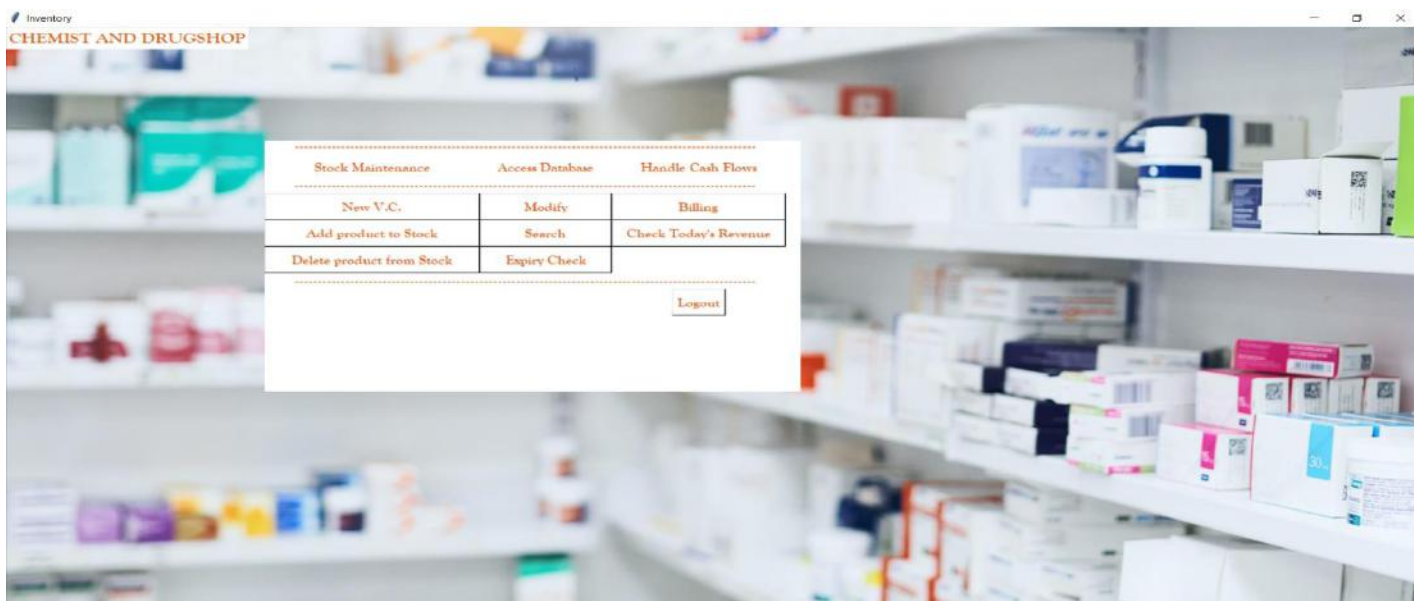 Inventory
CHEMIST AND DRUGSHOP
Stock Maintenance Access Database Handle Cash Flows
New V.C. Modify Billing
Add product to Stock Search Check Today's Revenue
Delete product from Stock Expiry Check
Logout
30